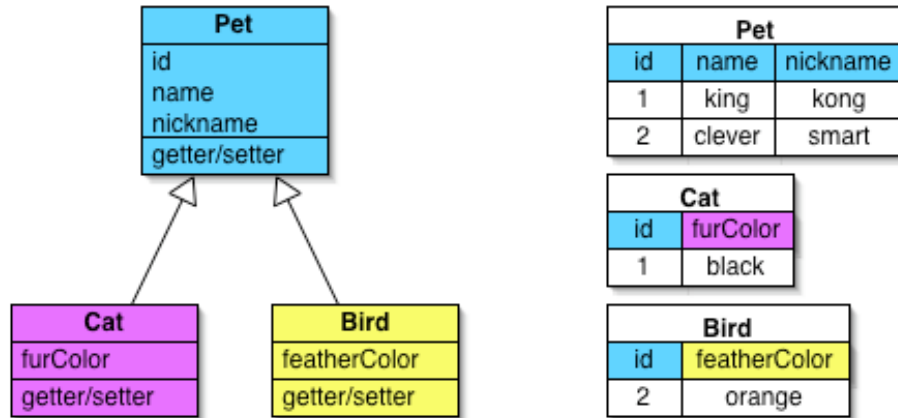 Pet
id
name
nickname
getter/setter
Cat
furColor
getter/setter
Bird
featherColor
getter/setter
Pet
id name nickname
1 king kong
2 clever smart
Cat
id furColor
1 black
Bird
id featherColor
2 orange